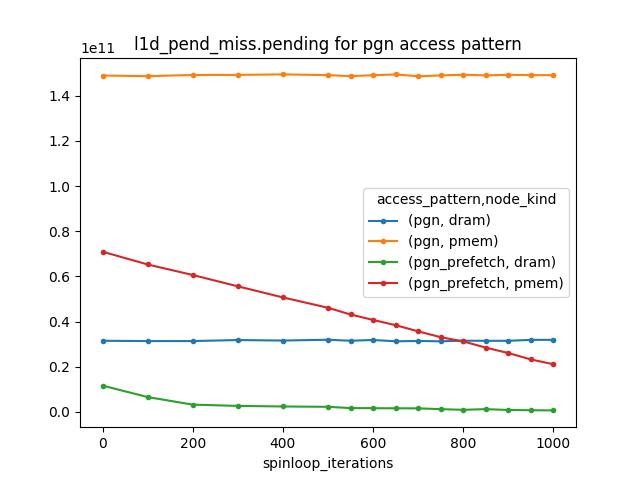 1e11 l1d_pend_miss.pending for pgn access pattern
1.4
1.2
1.0
0.8
0.6
0.4
0.2
0.0
access_pattern,node_kind
(pgn, dram)
(pgn, pmem)
(pgn_prefetch, dram)
(pgn_prefetch, pmem)
0 200 400 600 800 1000
spinloop_iterations